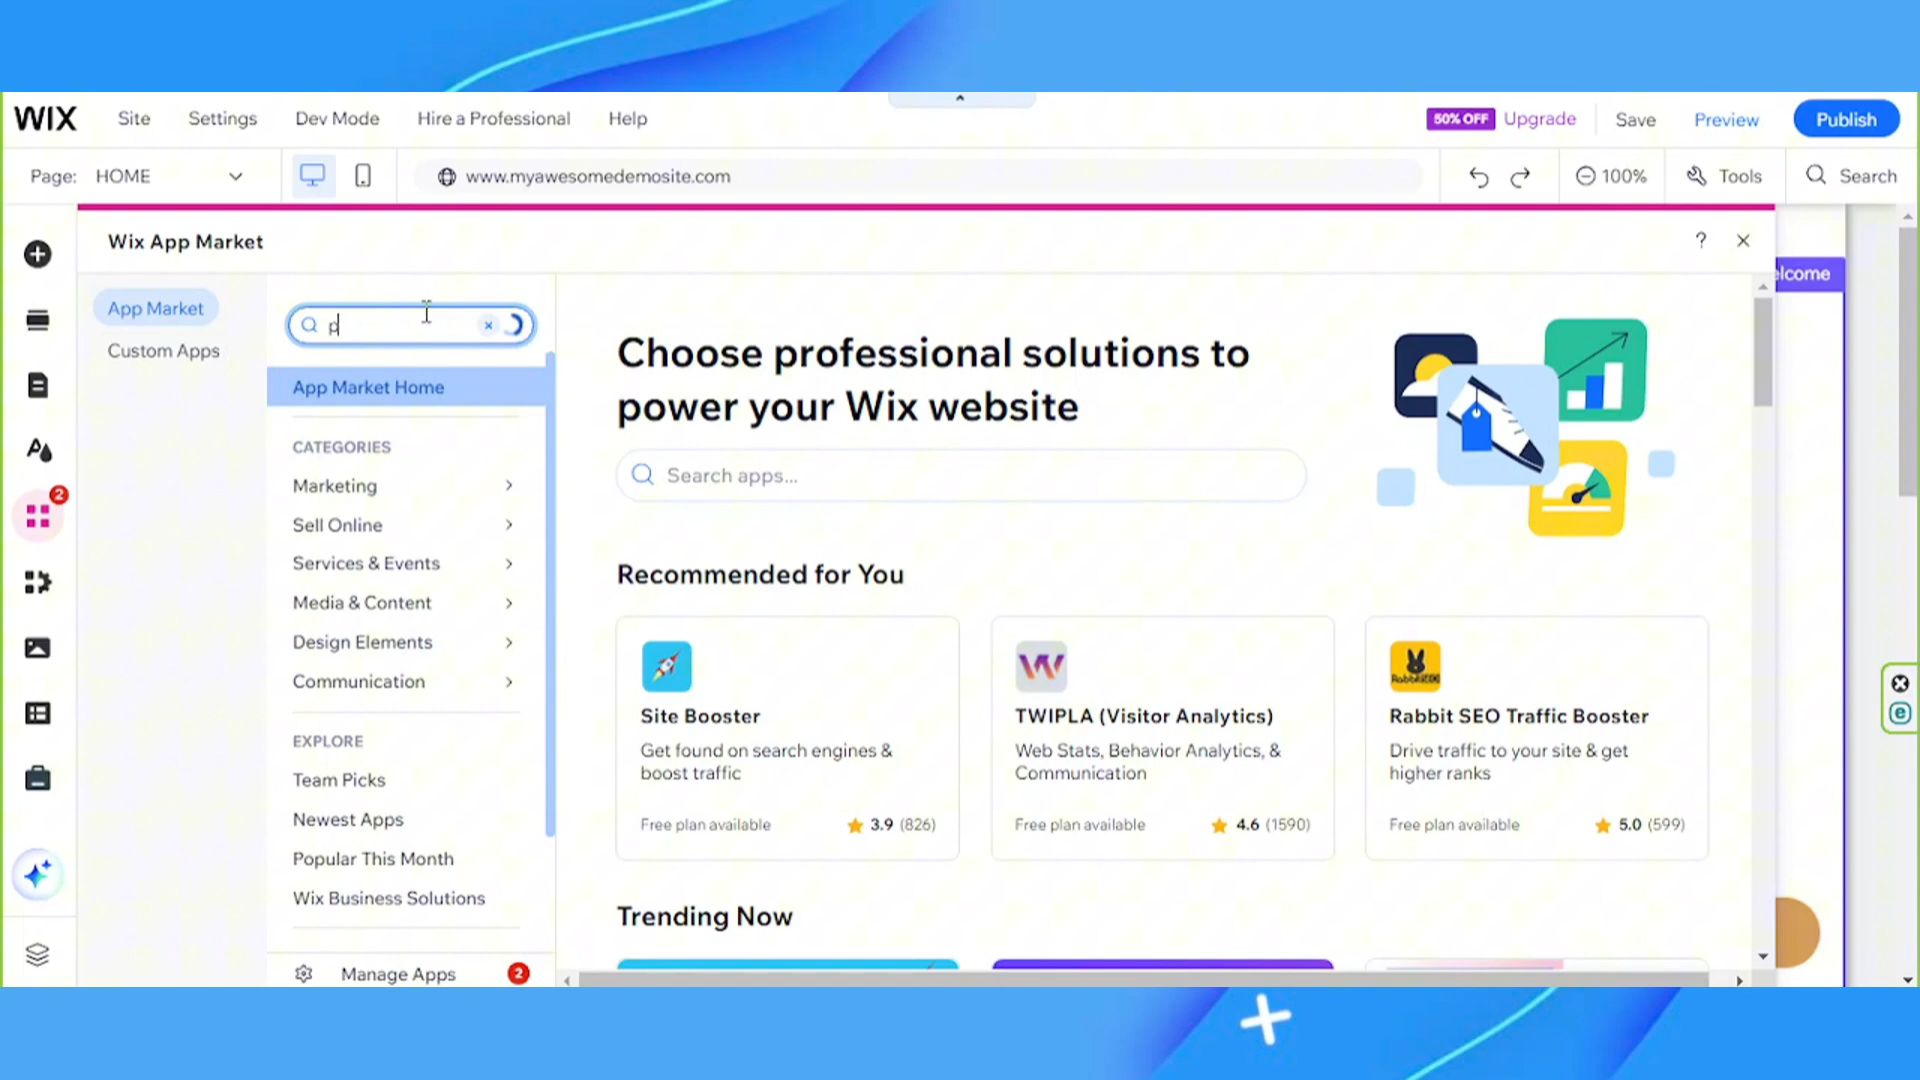 WIX
Site
Settings
Dev Mode
Hire a Professional
Help
50% OFF
Upgrade
Save
Preview
Publish
Page:
HOME
www.myawesomedemosite.com
100%
Tools
Search
Wix App Market
?
elcome
App Market
Custom Apps
p
App Market Home
CATEGORIES
Marketing
Sell Online
Services & Events
Media & Content
Design Elements
Communication
EXPLORE
Team Picks
Newest Apps
Popular This Month
Wix Business Solutions
Manage Apps
2
2
Choose professional solutions to
power your Wix website
Search apps...
Recommended for You
Site Booster
Get found on search engines &
boost traffic
Free plan available
3.9 (826)
TWIPLA (Visitor Analytics)
Web Stats, Behavior Analytics, &
Communication
Free plan available
4.6 (1590)
RabbitSEO
Rabbit SEO Traffic Booster
Drive traffic to your site & get
higher ranks
Free plan available
5.0 (599)
Trending Now